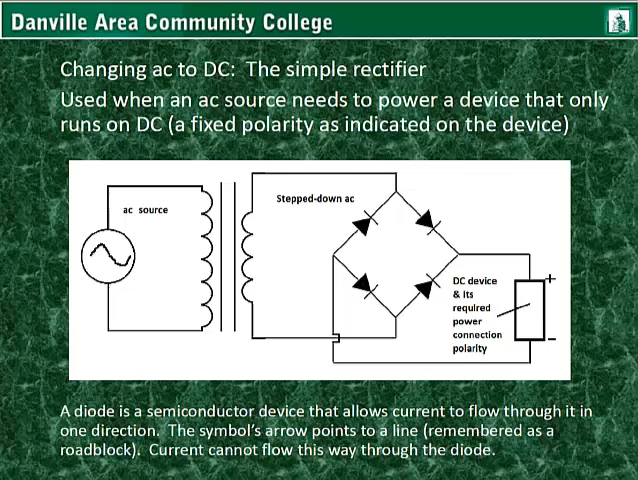 Danville Area Community College
Changing ac to DC: The simple rectifier
Used when an ac source needs to power a device that only
runs on DC (a fixed polarity as indicated on the device)
ac source
Stepped-down ac
DC device
& its
required
power
connection
polarity
+
−
A diode is a semiconductor device that allows current to flow through it in
one direction. The symbol's arrow points to a line (remembered as a
roadblock). Current cannot flow this way through the diode.